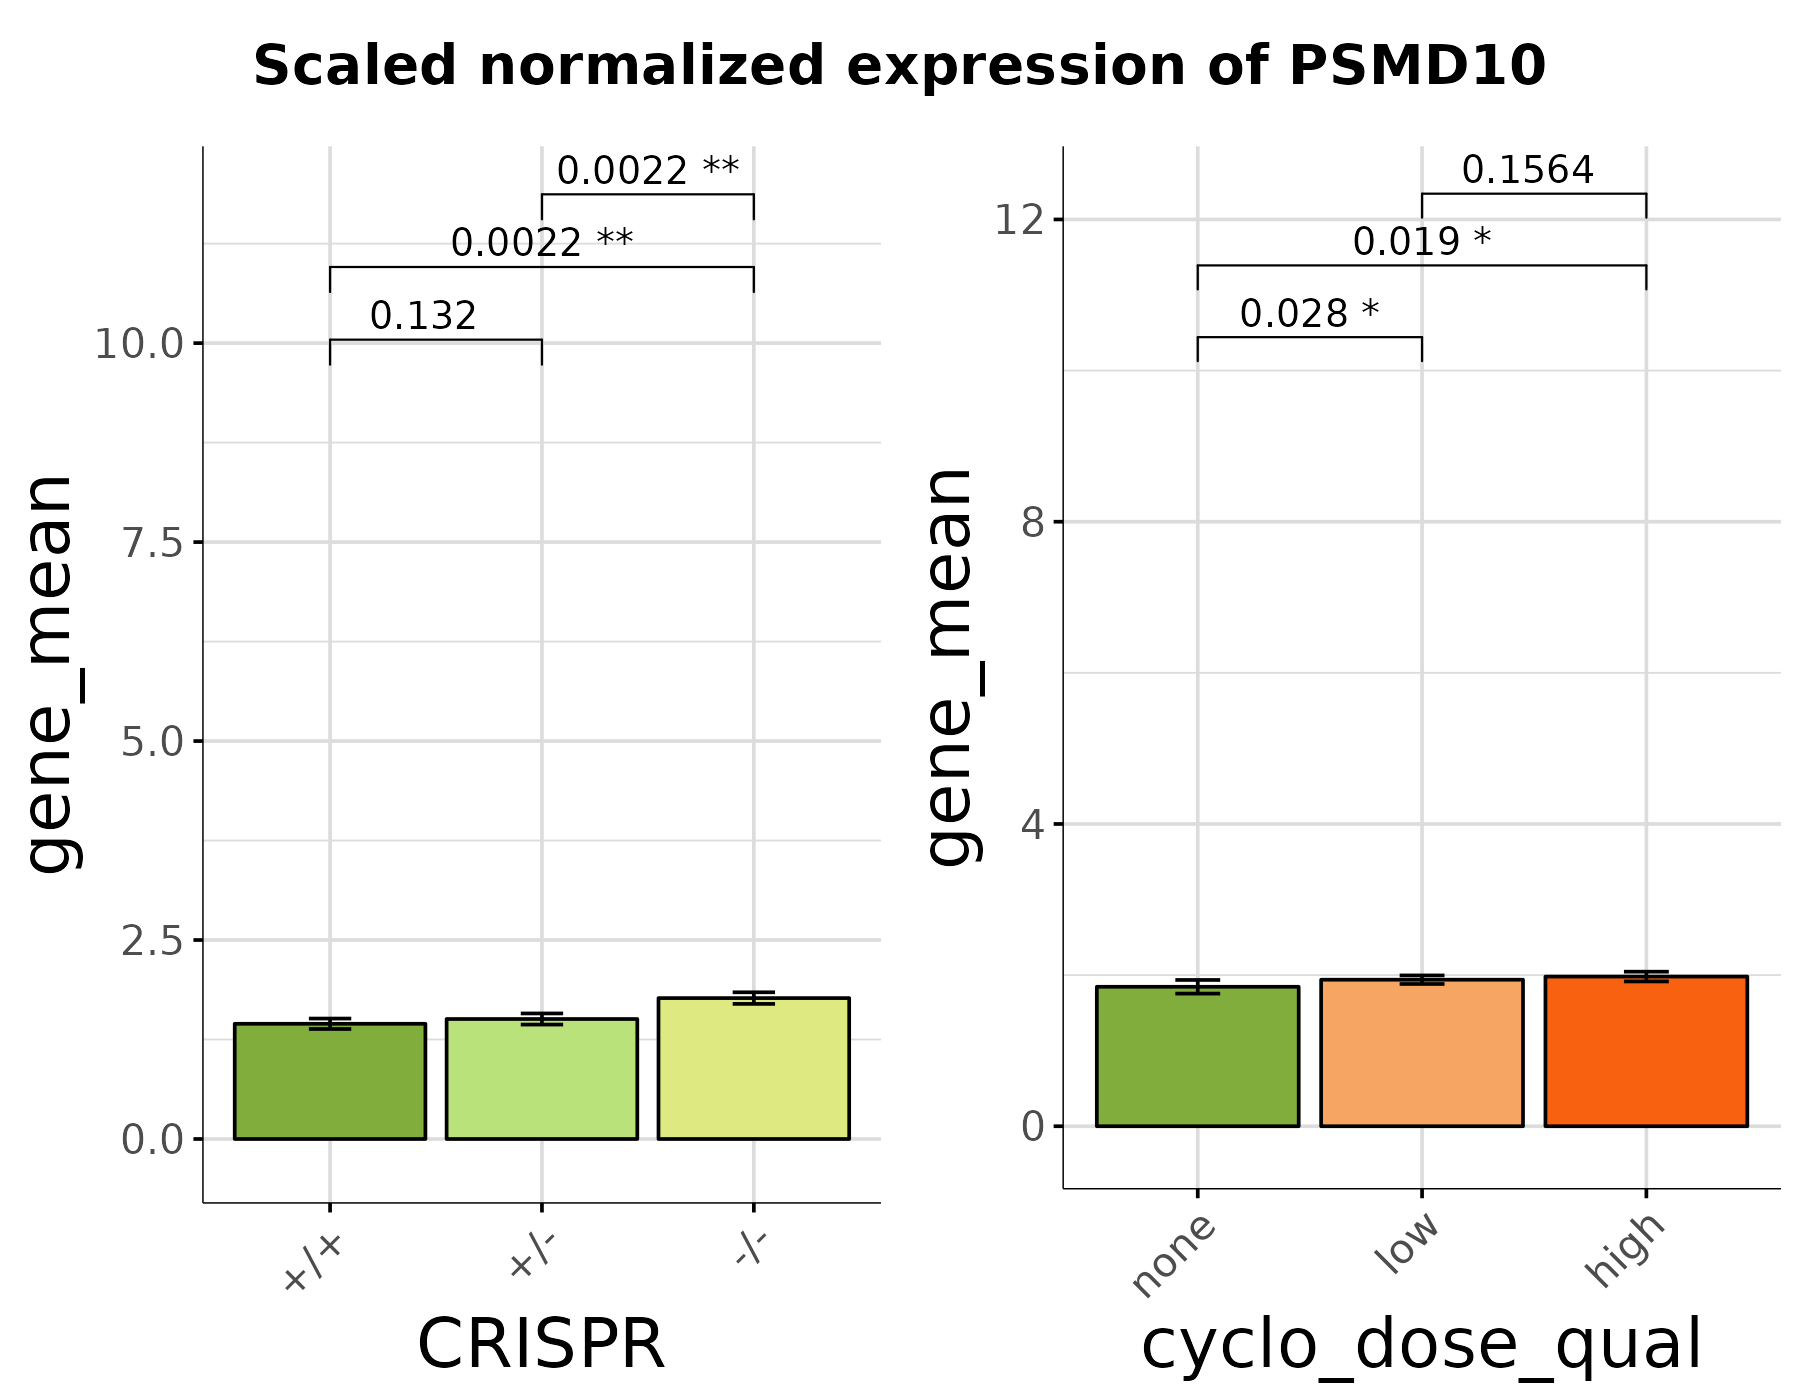 Scaled normalized expression of PSMD10
gene_mean
10.0
7.5
5.0
2.5
0.0
0.0022 **
0.0022 **
0.132
+/+
+/-
-/-
CRISPR
gene_mean
12
8
4
0
0.1564
0.019 *
0.028 *
none
low
high
cyclo_dose_qual